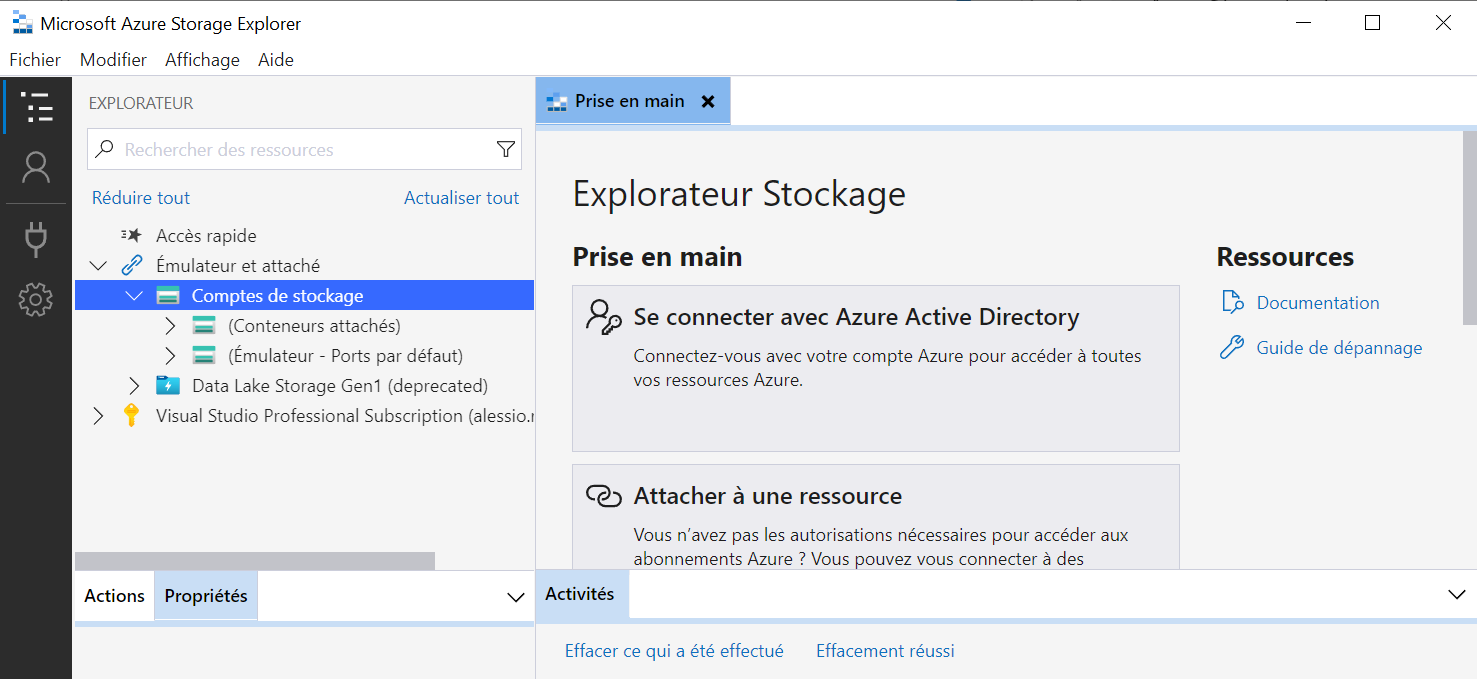 Microsoft Azure Storage Explorer
Fichier Modifier Affichage Aide
EXPLORATEUR
Rechercher des ressources
Réduire tout Actualiser tout
Accès rapide
Émulateur et attaché
Comptes de stockage
(Conteneurs attachés)
(Émulateur - Ports par défaut)
Data Lake Storage Gen1 (deprecated)
Visual Studio Professional Subscription (alessio.r
Actions Propriétés
Prise en main
Explorateur Stockage
Prise en main
Se connecter avec Azure Active Directory
Connectez-vous avec votre compte Azure pour accéder à toutes
vos ressources Azure.
Attacher à une ressource
Vous n’avez pas les autorisations nécessaires pour accéder aux
abonnements Azure ? Vous pouvez vous connecter à des
Ressources
Documentation
Guide de dépannage
Activités
Effacer ce qui a été effectué Effacement réussi